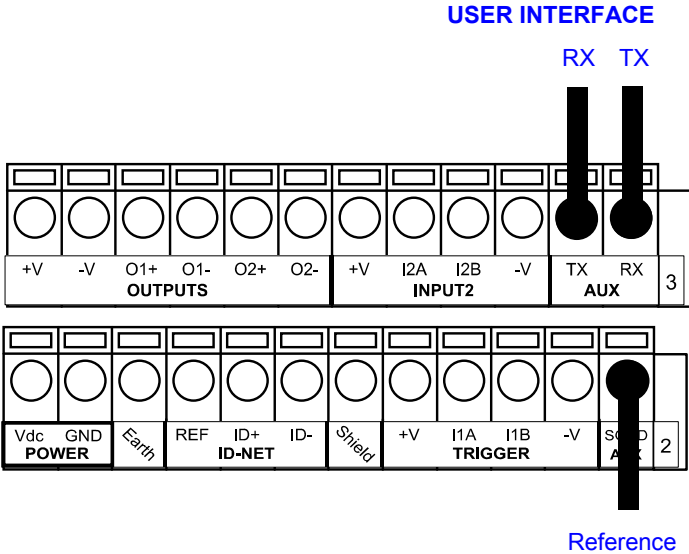 USER INTERFACE
RX TX
+V -V O1+ O1- O2+ O2- +V I2A I2B -V TX RX
OUTPUTS INPUT2 AUX
3
Vdc GND Earth REF ID+ ID- Shield +V I1A I1B -V
POWER ID-NET TRIGGER
2
Reference